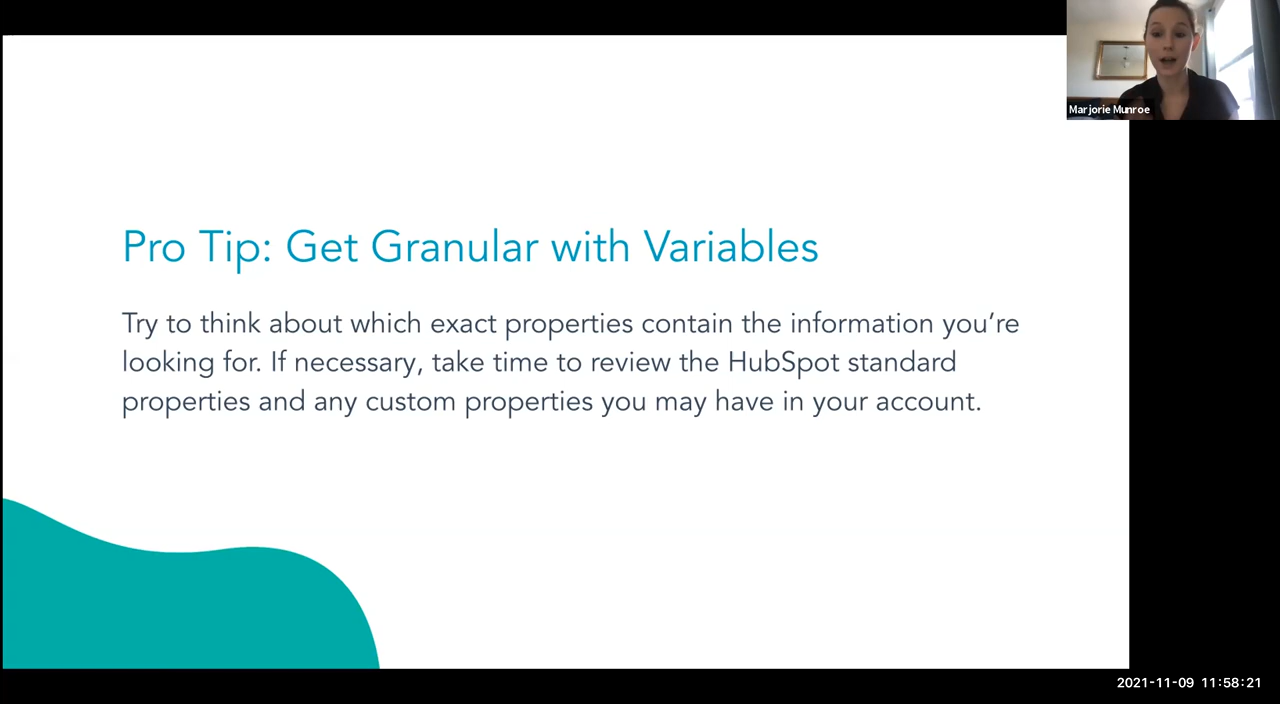 Marjorie Munroe
Pro Tip: Get Granular with Variables
Try to think about which exact properties contain the information you’re
looking for. If necessary, take time to review the HubSpot standard
properties and any custom properties you may have in your account.
2021-11-09 11:58:21